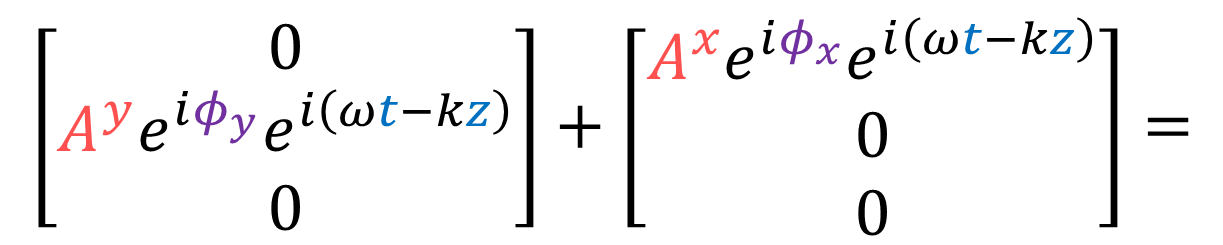 [0 A^y e^{iϕ_y} e^{i(ωt−kz)} 0] + [A^x e^{iϕ_x} e^{i(ωt−kz)} 0 0] =